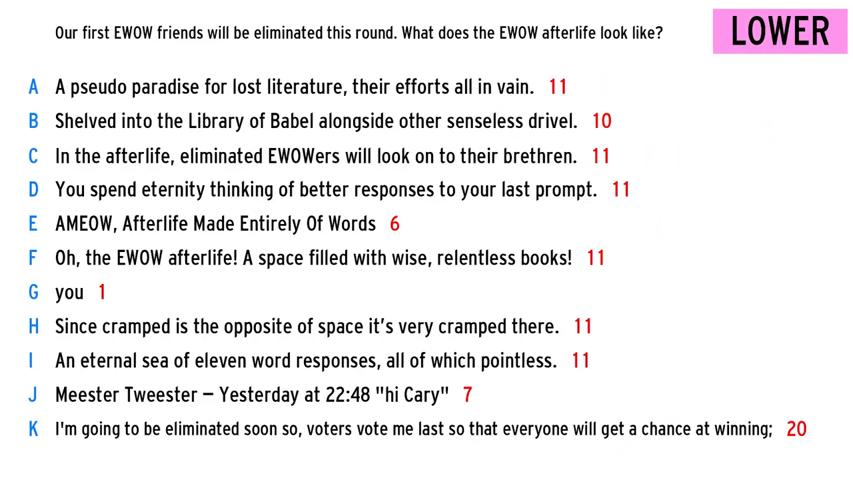 Our first EWOW friends will be eliminated this round. What does the EWOW afterlife look like?
LOWER
A A pseudo paradise for lost literature, their efforts all in vain. 11
B Shelved into the Library of Babel alongside other senseless drivel. 10
C In the afterlife, eliminated EWOWers will look on to their brethren. 11
D You spend eternity thinking of better responses to your last prompt. 11
E AMEOW, Afterlife Made Entirely Of Words 6
F Oh, the EWOW afterlife! A space filled with wise, relentless books! 11
G you 1
H Since cramped is the opposite of space it's very cramped there. 11
I An eternal sea of eleven word responses, all of which pointless. 11
J Meester Tweester – Yesterday at 22:48 "hi Cary" 7
K I'm going to be eliminated soon so, voters vote me last so that everyone will get a chance at winning; 20